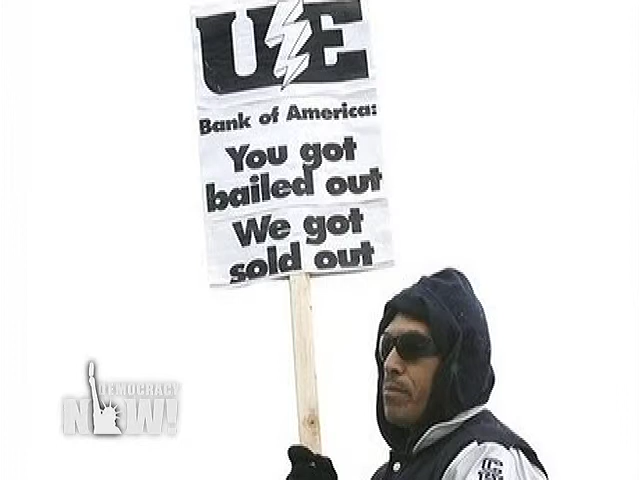 UE
Bank of America:
You got
bailed out
We got
sold out
DEMOCRACY
NOW!